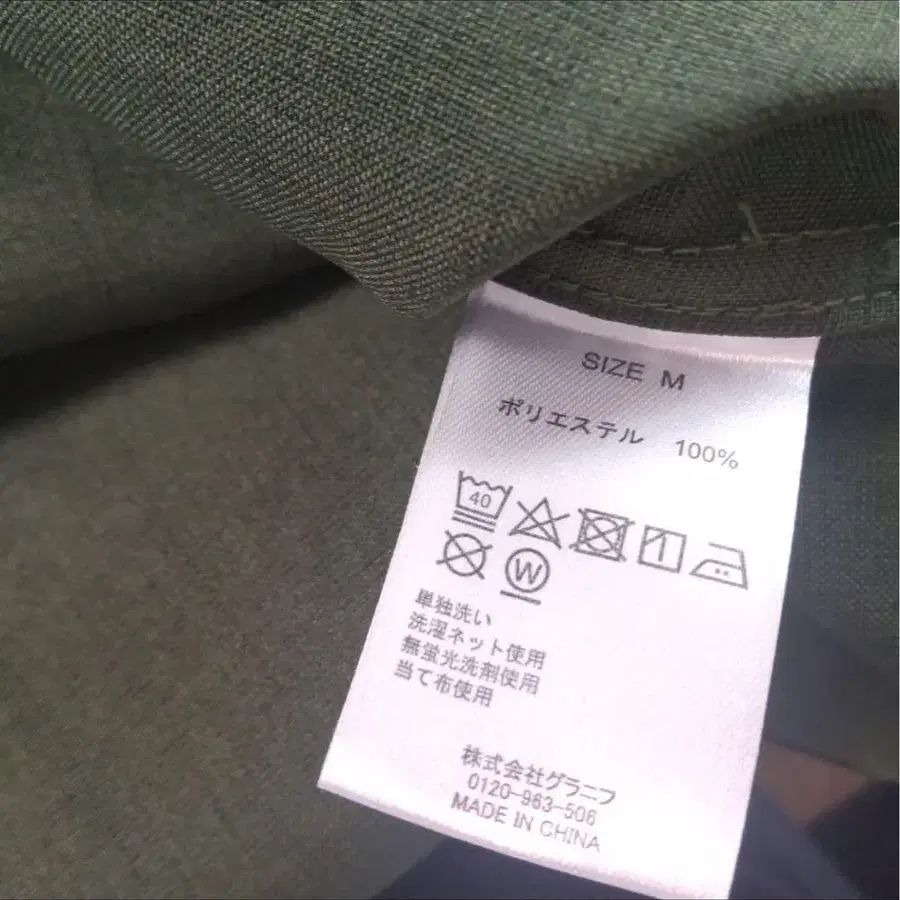 SIZE M
ポリエステル 100%
40
W
単独洗い
洗濯ネット使用
無蛍光洗剤使用
当て布使用
株式会社グラニフ
0120-963-506
MADE IN CHINA